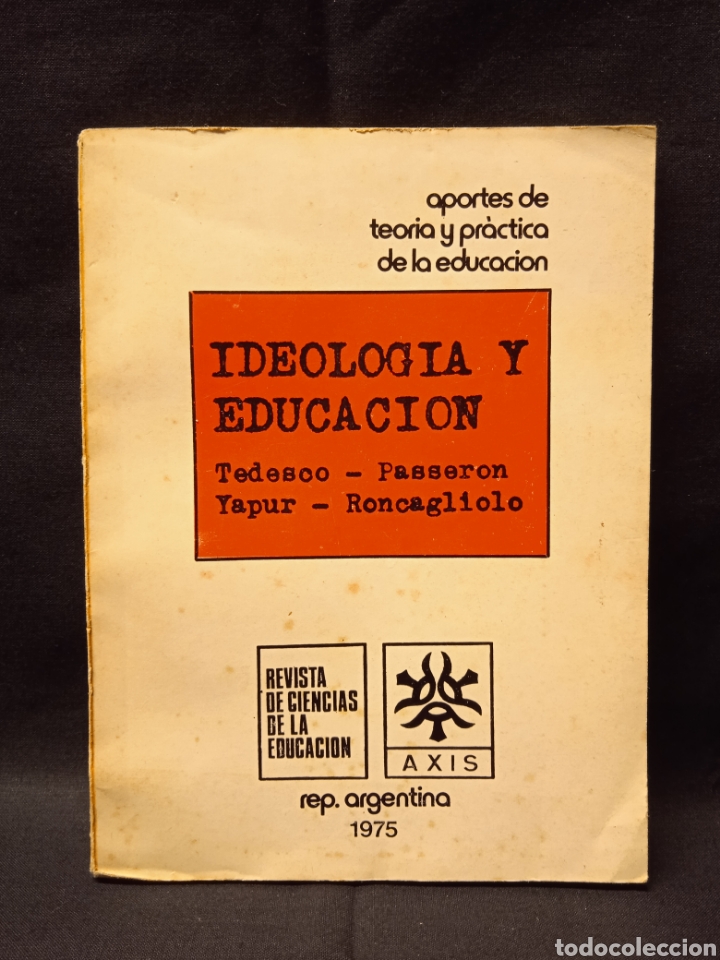 aportes de
teoria y pràctica
de la educacion
IDEOLOGIA Y
EDUCACION
Tedesco - Passeron
Yapur - Roncagliolo
REVISTA
DE CIENCIAS
DE LA
EDUCACION
AXIS
rep. argentina
1975
todocoleccion